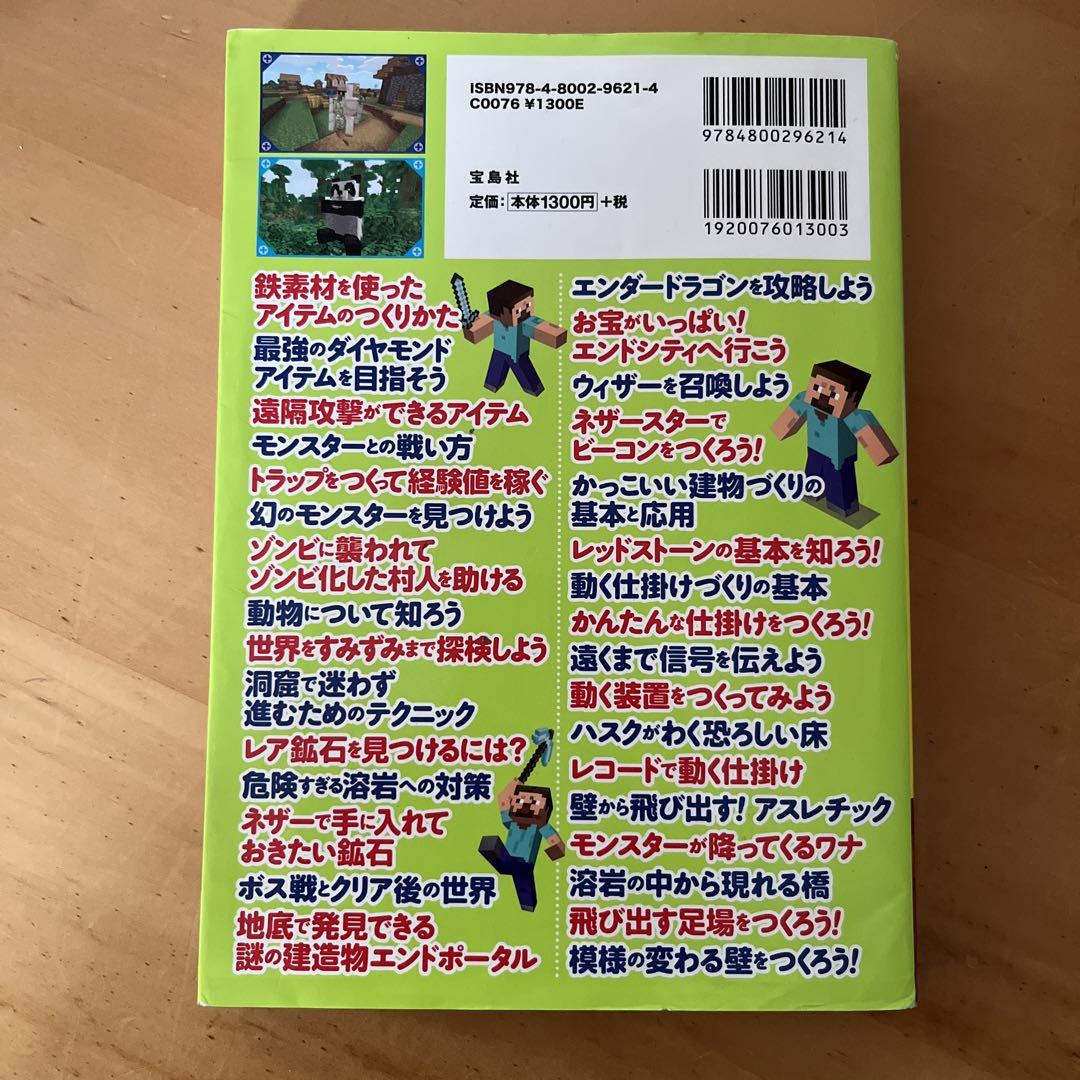 ISBN978-4-8002-9621-4
C0076 ¥1300E
9784800296214
宝島社
定価：本体1300円+税
1920076013003
鉄素材を使った
アイテムのつくりかた
最強のダイヤモンド
アイテムを目指そう
遠隔攻撃ができるアイテム
モンスターとの戦い方
トラップをつくって経験値を稼ぐ
幻のモンスターを見つけよう
ゾンビに襲われて
ゾンビ化した村人を助ける
動物について知ろう
世界をすみずみまで探検しよう
洞窟で迷わず
進むためのテクニック
レア鉱石を見つけるには？
危険すぎる溶岩への対策
ネザーで手に入れて
おきたい鉱石
ボス戦とクリア後の世界
地底で発見できる
謎の建造物エンドポータル
エンダードラゴンを攻略しよう
お宝がいっぱい！
エンドシティへ行こう
ウィザーを召喚しよう
ネザースターで
ビーコンをつくろう！
かっこいい建物づくりの
基本と応用
レッドストーンの基本を知ろう！
動く仕掛けづくりの基本
かんたんな仕掛けをつくろう！
遠くまで信号を伝えよう
動く装置をつくってみよう
ハスクがわく恐ろしい床
レコードで動く仕掛け
壁から飛び出す！アスレチック
モンスターが降ってくるワナ
溶岩の中から現れる橋
飛び出す足場をつくろう！
模様の変わる壁をつくろう！